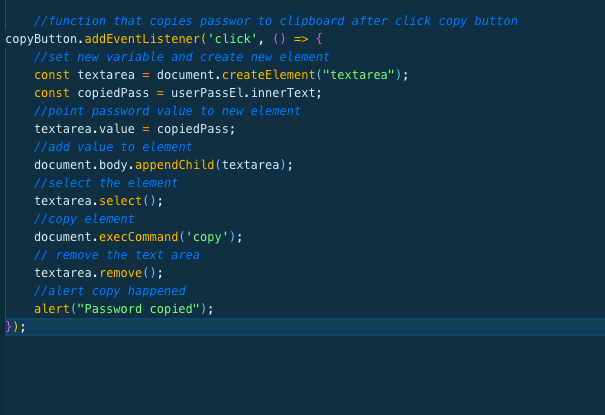 //function that copies passwor to clipboard after click copy button
copyButton.addEventListener('click', () => {
//set new variable and create new element
const textarea = document.createElement("textarea");
const copiedPass = userPassEl.innerText;
//point password value to new element
textarea.value = copiedPass;
//add value to element
document.body.appendChild(textarea);
//select the element
textarea.select();
//copy element
document.execCommand('copy');
// remove the text area
textarea.remove();
//alert copy happened
alert("Password copied");
});